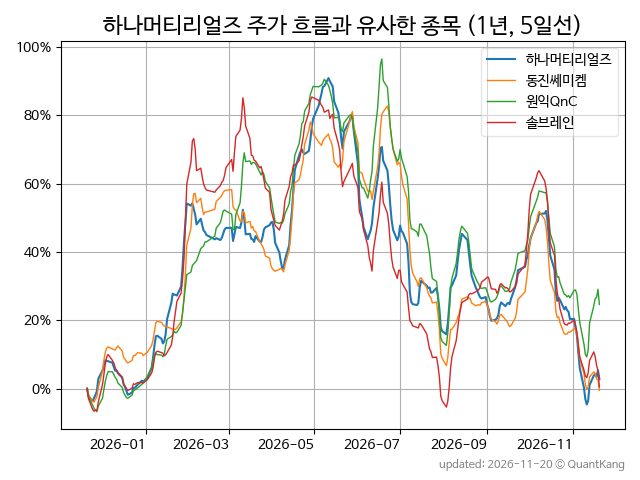 하나머티리얼즈 주가 흐름과 유사한 종목 (1년, 5일선)
100%
80%
60%
40%
20%
0%
하나머티리얼즈
동진쎄미켐
원익QnC
솔브레인
2026-01
2026-03
2026-05
2026-07
2026-09
2026-11
updated: 2026-11-20 © QuantKang